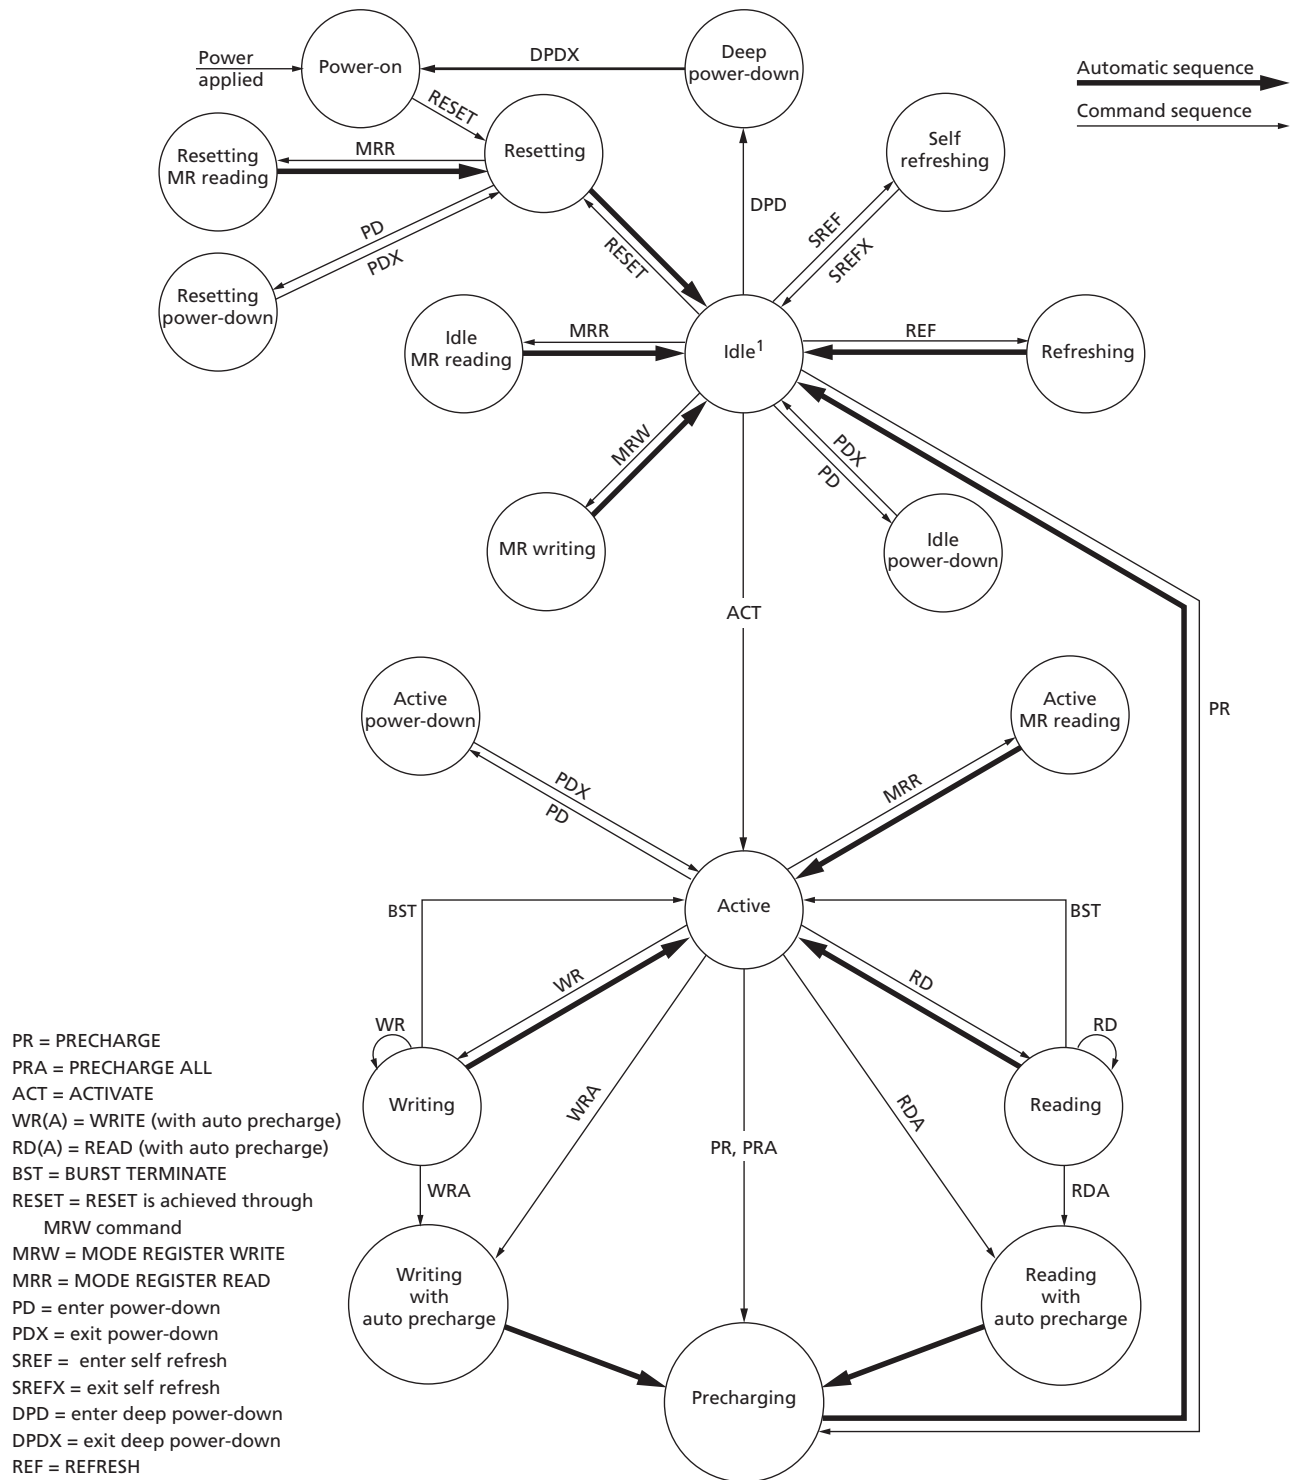 Power
applied
Power-on
DPDX
Deep
power-down
Automatic sequence
Command sequence
RESET
Resetting
MR reading
MRR
Resetting
Self
refreshing
PD
PDX
RESET
DPD
SREF
SREFX
Resetting
power-down
Idle
MR reading
MRR
Idle1
REF
Refreshing
MRW
PDX
PD
MR writing
Idle
power-down
ACT
Active
power-down
Active
MR reading
PR
PDX
PD
MRR
BST
Active
BST
WR
RD
WR
RD
Writing
WRA
PR, PRA
RDA
Reading
WRA
RDA
Writing
with
auto precharge
Reading
with
auto precharge
Precharging
PR = PRECHARGE
PRA = PRECHARGE ALL
ACT = ACTIVATE
WR(A) = WRITE (with auto precharge)
RD(A) = READ (with auto precharge)
BST = BURST TERMINATE
RESET = RESET is achieved through
MRW command
MRW = MODE REGISTER WRITE
MRR = MODE REGISTER READ
PD = enter power-down
PDX = exit power-down
SREF = enter self refresh
SREFX = exit self refresh
DPD = enter deep power-down
DPDX = exit deep power-down
REF = REFRESH